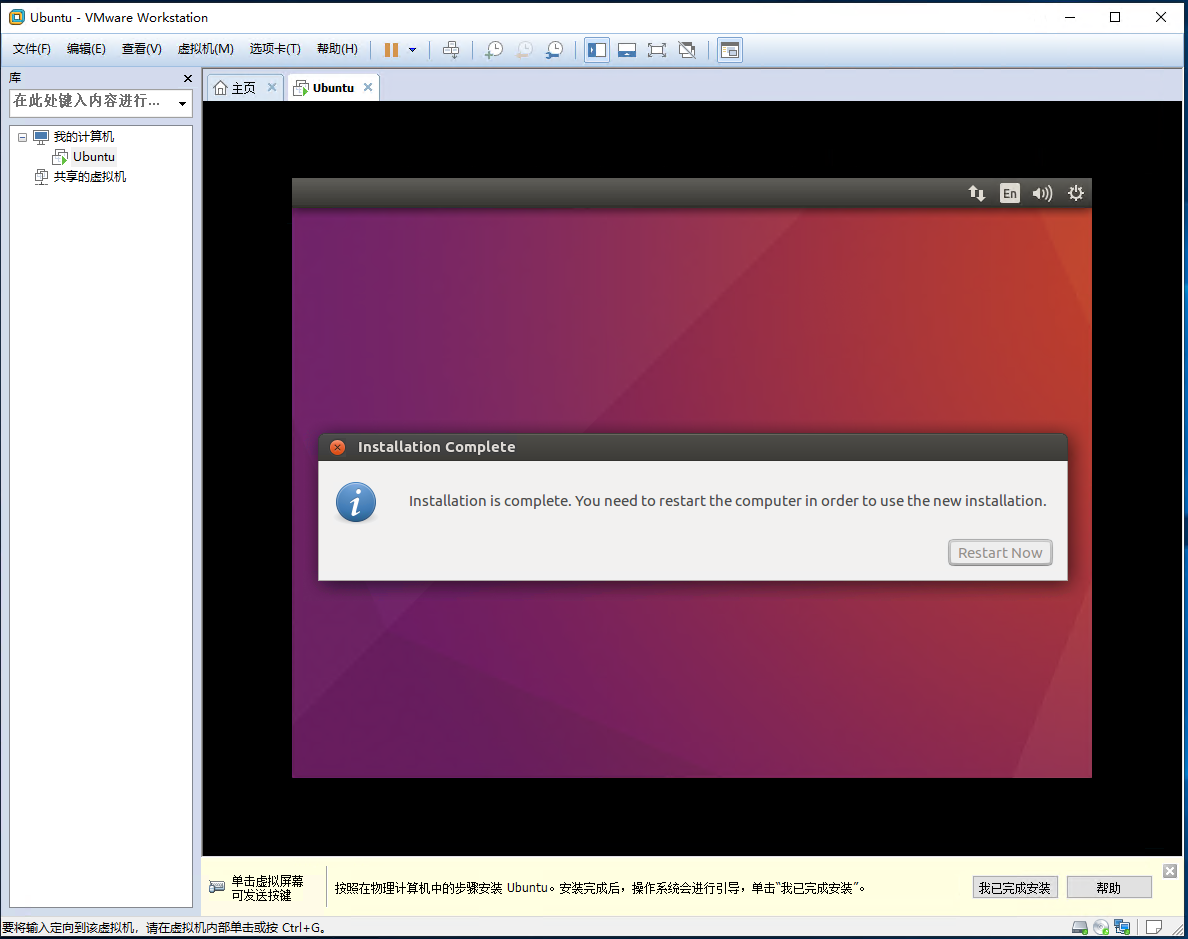 Ubuntu - VMware Workstation
文件(F) 编辑(E) 查看(V) 虚拟机(M) 选项卡(T) 帮助(H)
库
在此处键入内容进行...
主页
Ubuntu
我的计算机
Ubuntu
共享的虚拟机
En
Installation Complete
Installation is complete. You need to restart the computer in order to use the new installation.
Restart Now
单击虚拟屏幕
可发送按键
按照在物理计算机中的步骤安装 Ubuntu。安装完成后，操作系统会进行引导，单击“我已完成安装”。
我已完成安装
帮助
要将输入定向到该虚拟机，请在虚拟机内部单击或按 Ctrl+G。